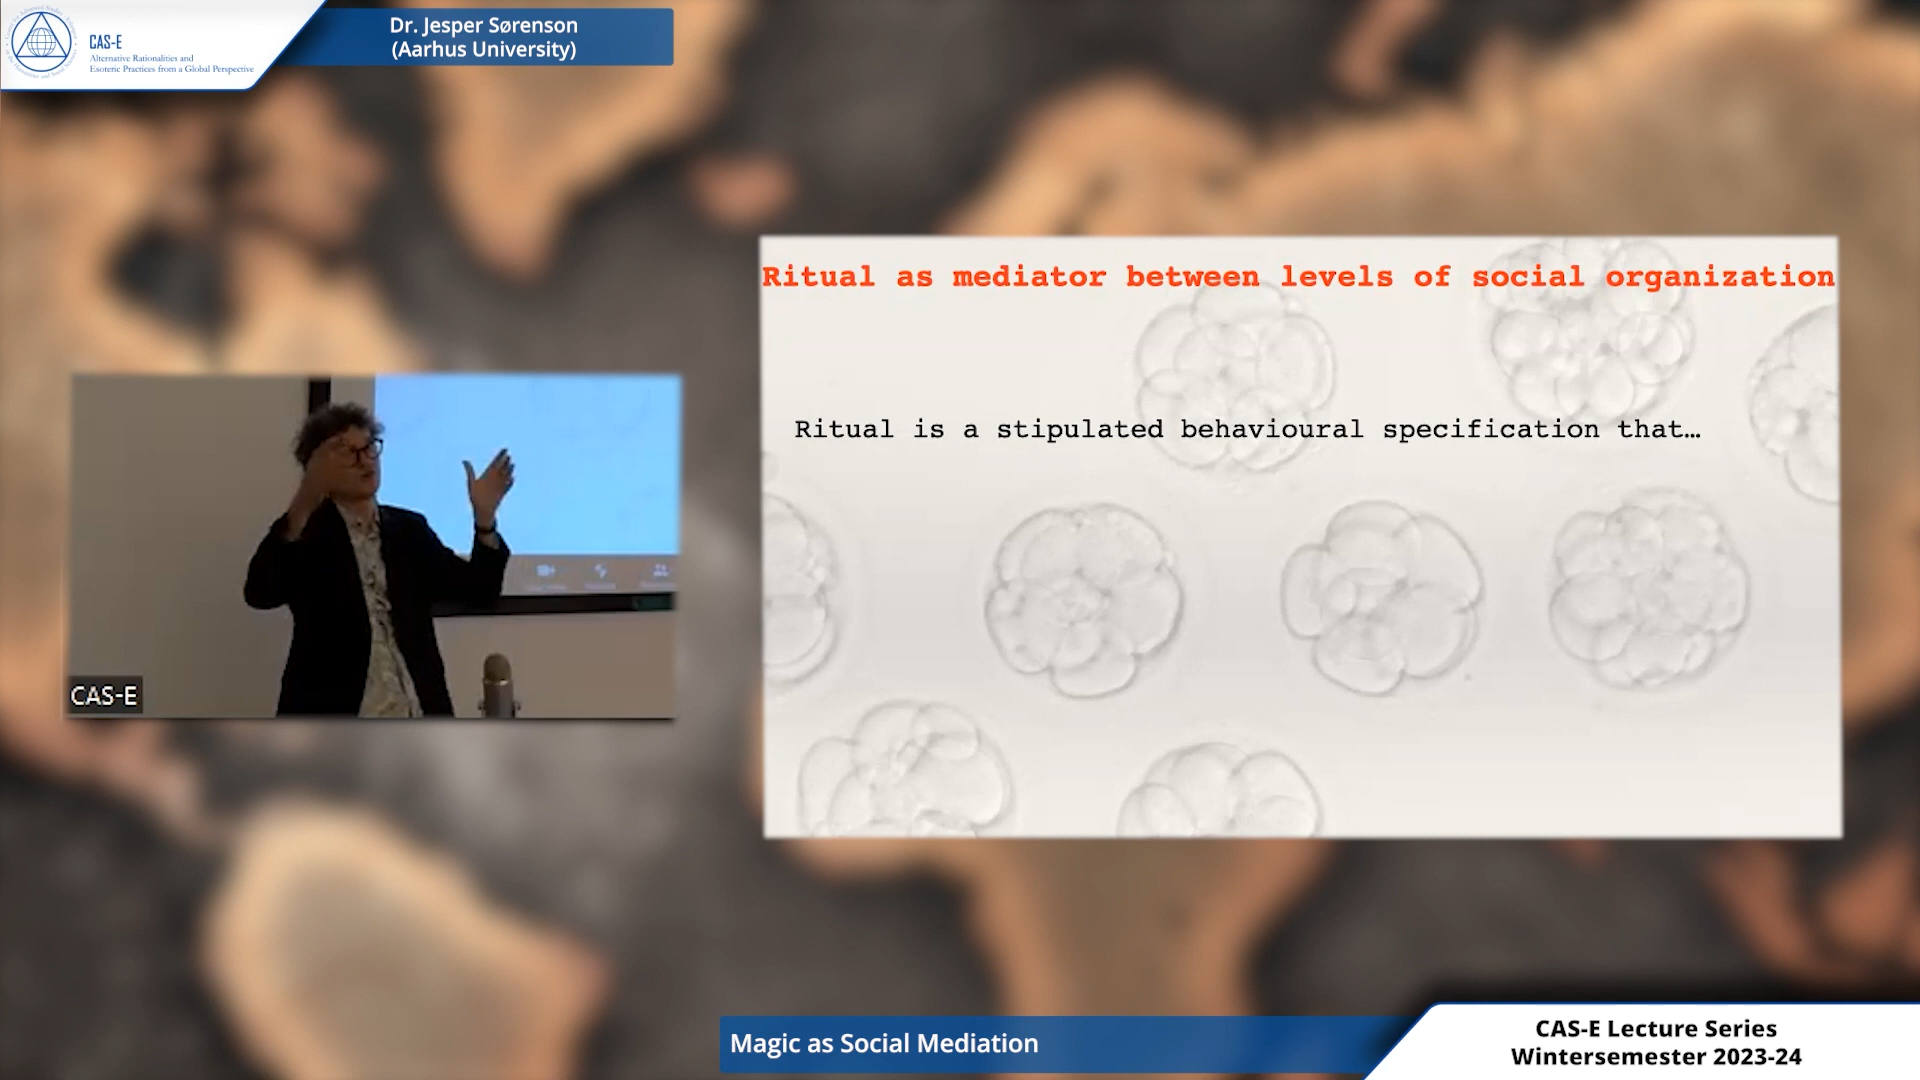 CAS-E
Alternative Rationalities and
Esoteric Practices from a Global Perspective
Dr. Jesper Sørenson
(Aarhus University)
Ritual as mediator between levels of social organization
Ritual is a stipulated behavioural specification that…
CAS-E
Magic as Social Mediation
CAS-E Lecture Series
Wintersemester 2023-24